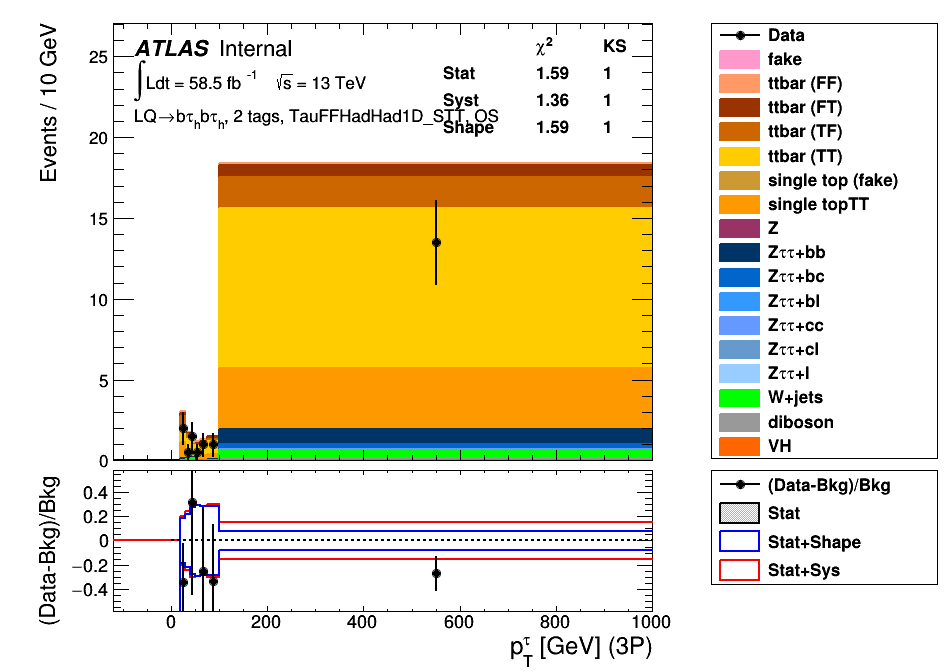 Events / 10 GeV
25
20
15
10
5
0
ATLAS Internal
∫Ldt = 58.5 fb⁻¹ √s = 13 TeV
LQ→bτhbτh, 2 tags, TauFFHadHad1D_STT, OS
χ² KS
Stat 1.59 1
Syst 1.36 1
Shape 1.59 1
Data
fake
ttbar (FF)
ttbar (FT)
ttbar (TF)
ttbar (TT)
single top (fake)
single topTT
Z
Zττ+bb
Zττ+bc
Zττ+bl
Zττ+cc
Zττ+cl
Zττ+l
W+jets
diboson
VH
(Data-Bkg)/Bkg
0.4
0.2
0
−0.2
−0.4
0 200 400 600 800 1000
pTτ [GeV] (3P)
(Data-Bkg)/Bkg
Stat
Stat+Shape
Stat+Sys